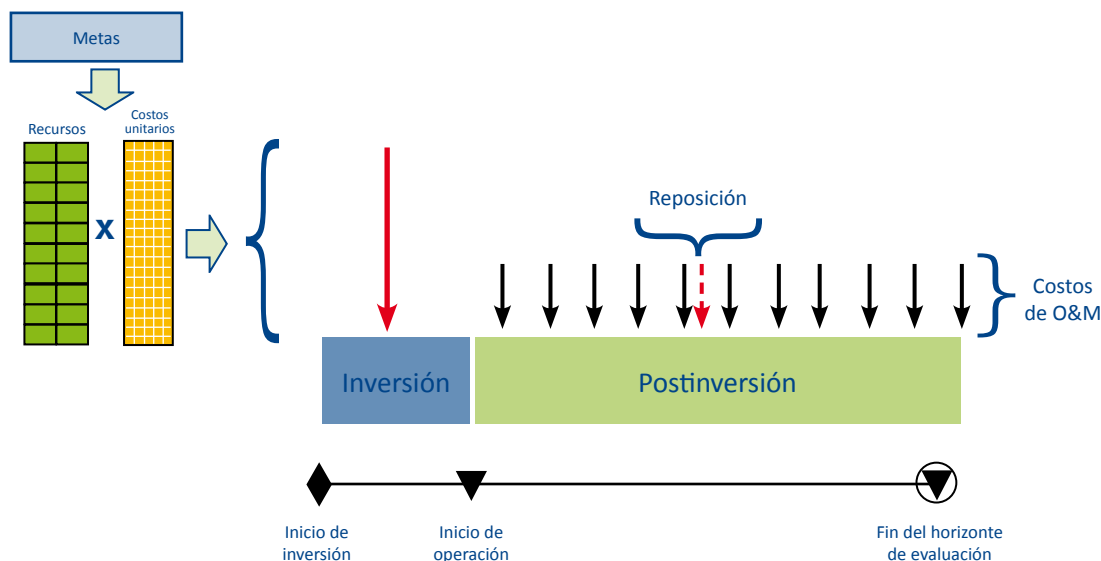 Metas
Recursos
Costos
unitarios
X
Reposición
Costos
de O&M
Inversión
Postinversión
Inicio de
inversión
Inicio de
operación
Fin del horizonte
de evaluación